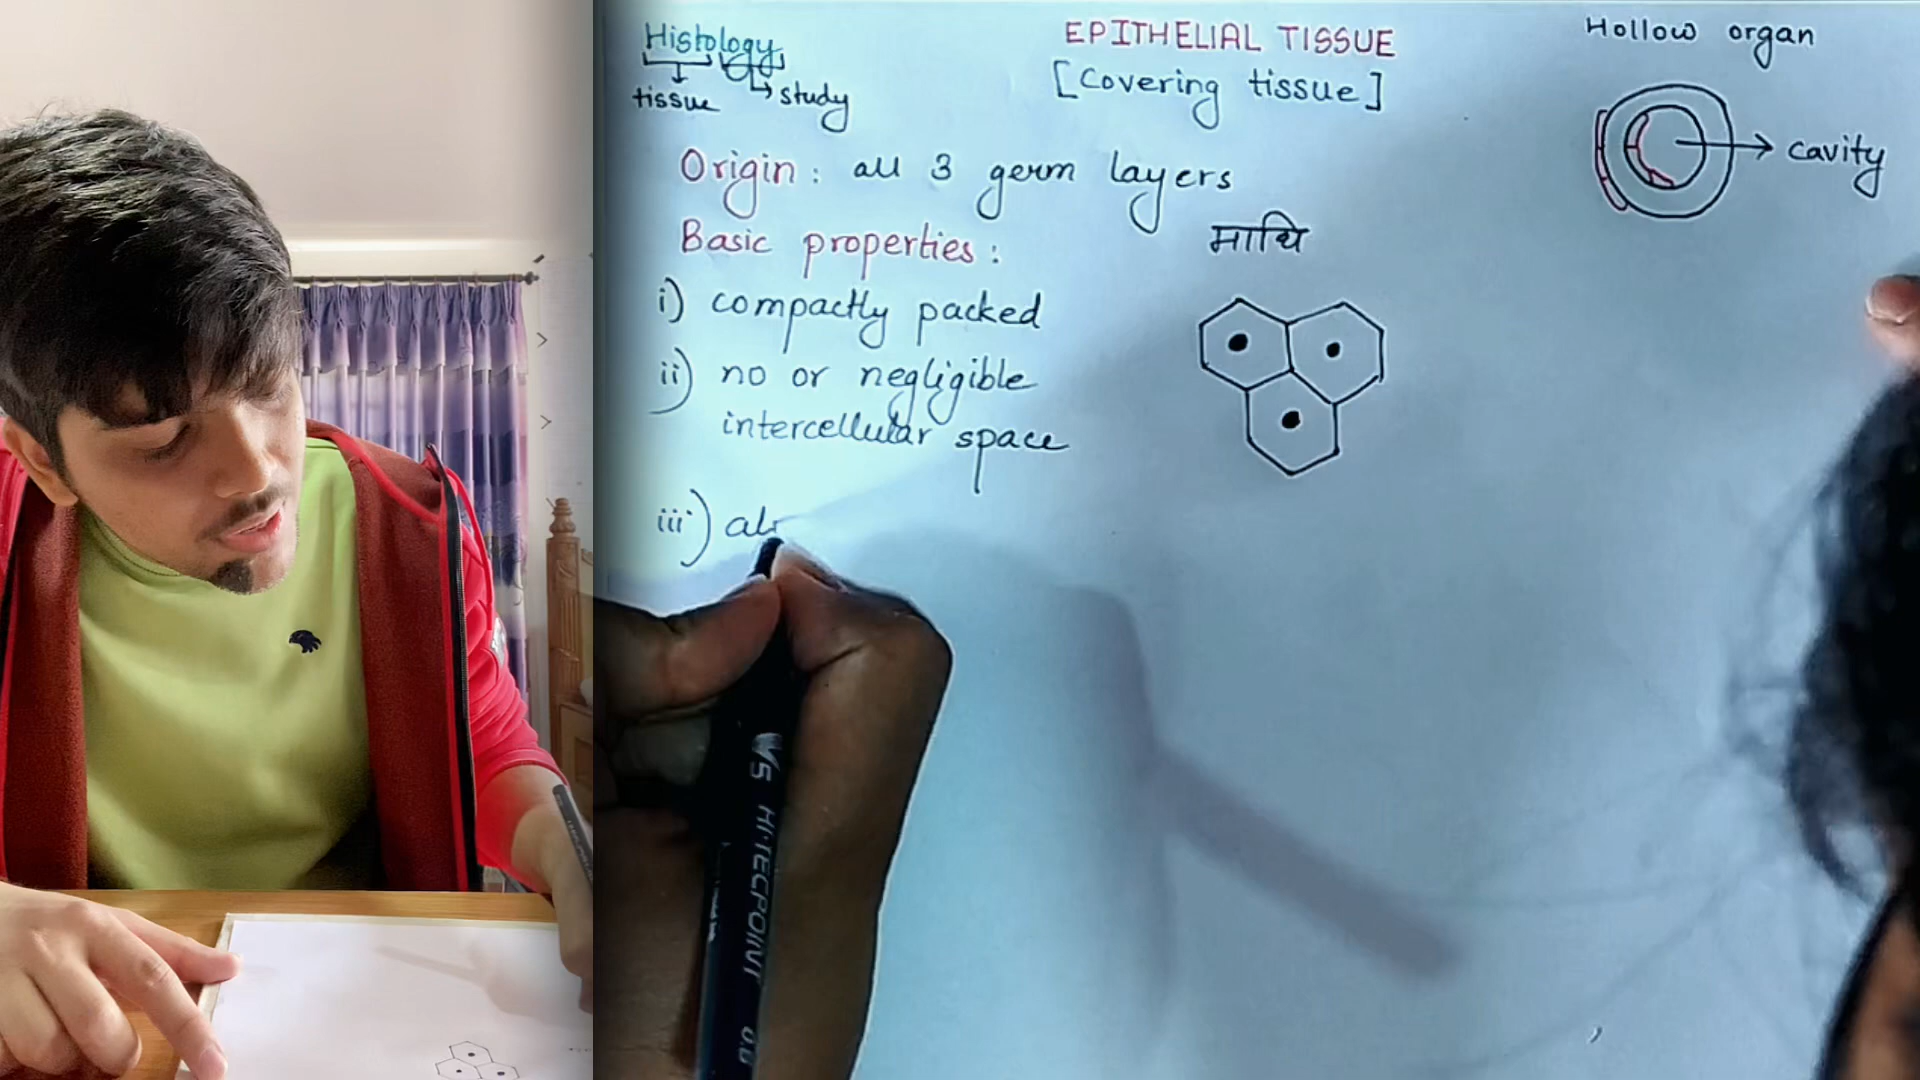 Histology
tissue
study
EPITHELIAL TISSUE
[Covering tissue]
Hollow organ
cavity
Origin : all 3 germ layers
Basic properties :
माथि
i) compactly packed
ii) no or negligible
intercellular space
iii)
V5 HI-TECPOINT